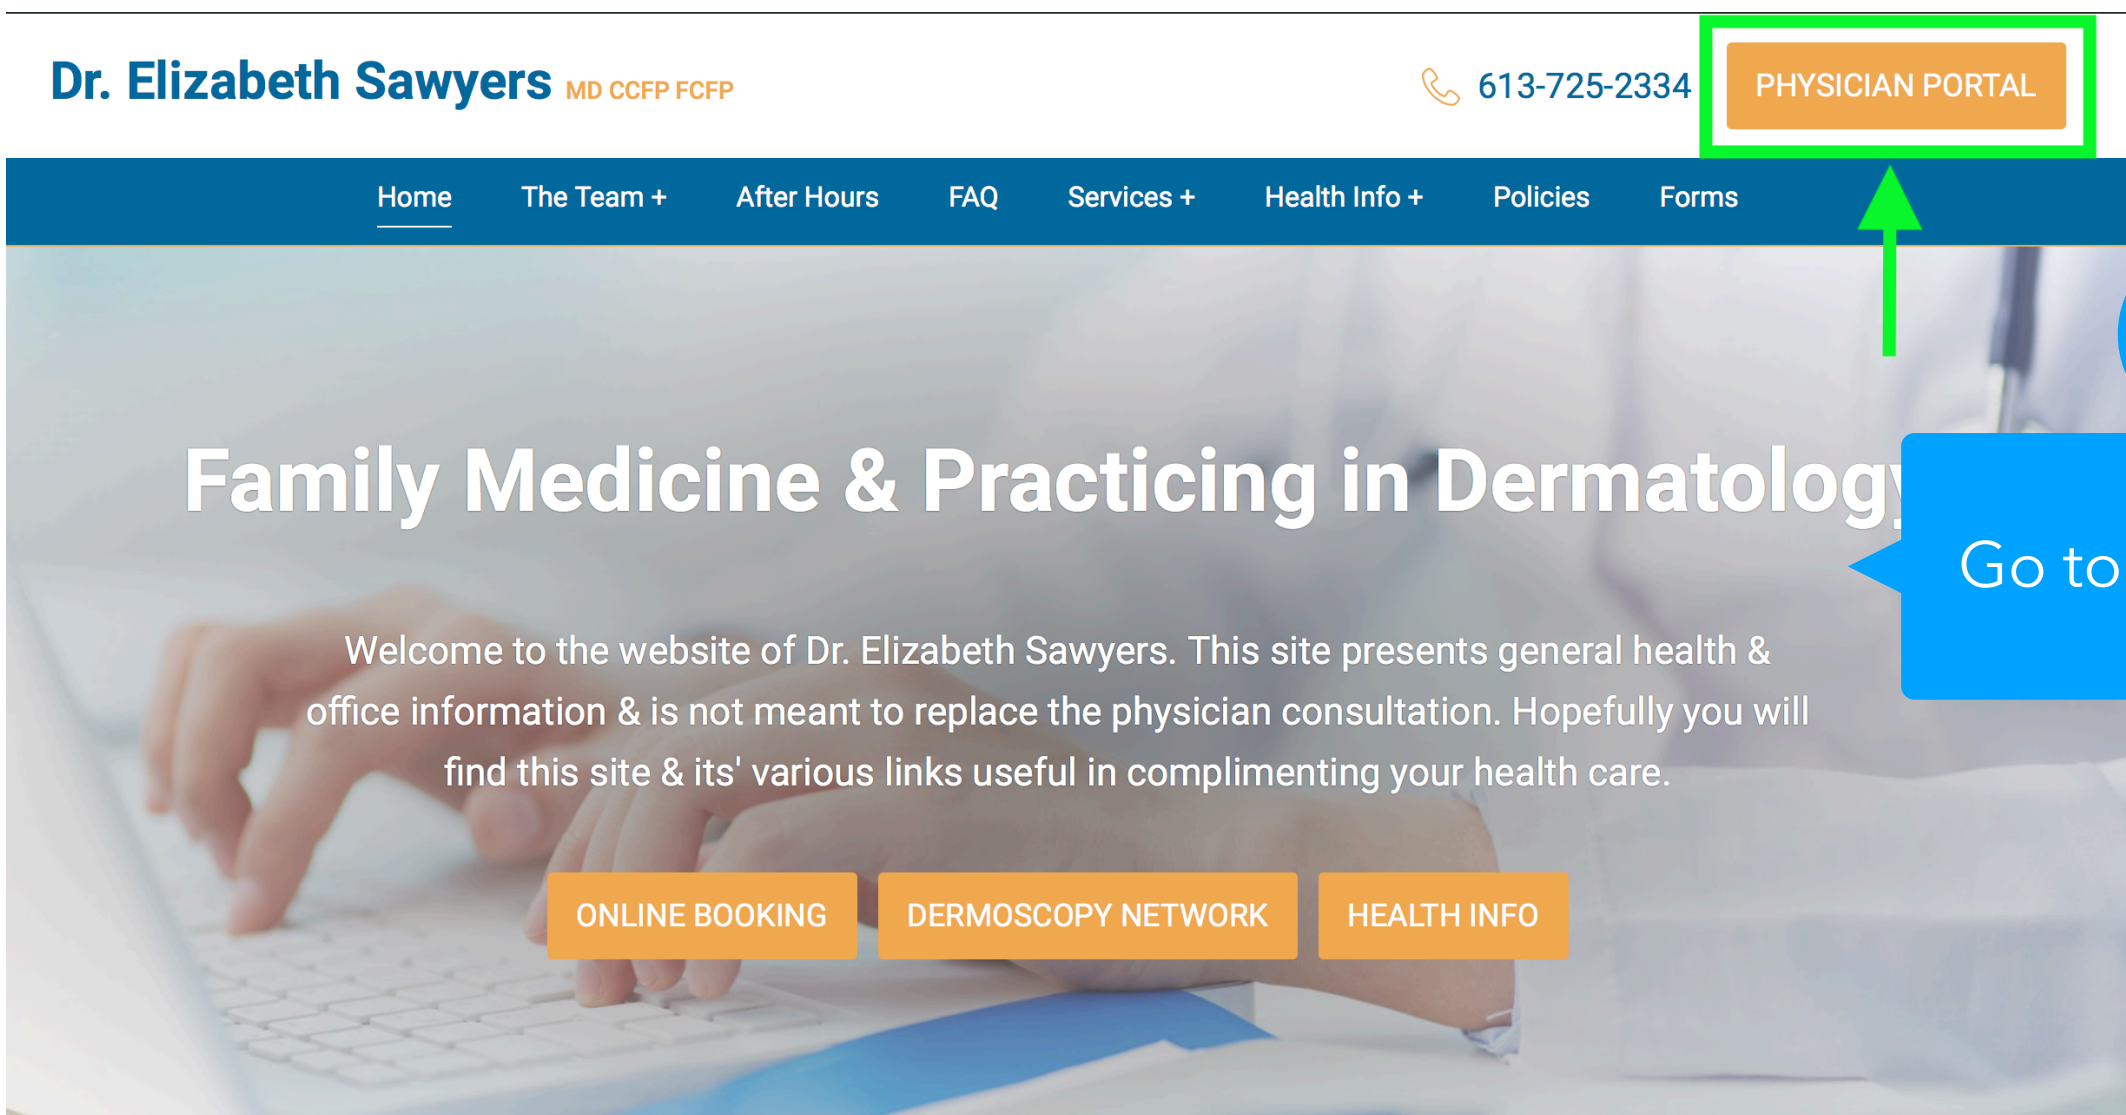 Dr. Elizabeth Sawyers MD CCFP FCFP
613-725-2334
PHYSICIAN PORTAL
Home The Team + After Hours FAQ Services + Health Info + Policies Forms
Family Medicine & Practicing in Dermatology
Go to
Welcome to the website of Dr. Elizabeth Sawyers. This site presents general health &
office information & is not meant to replace the physician consultation. Hopefully you will
find this site & its' various links useful in complimenting your health care.
ONLINE BOOKING DERMOSCOPY NETWORK HEALTH INFO